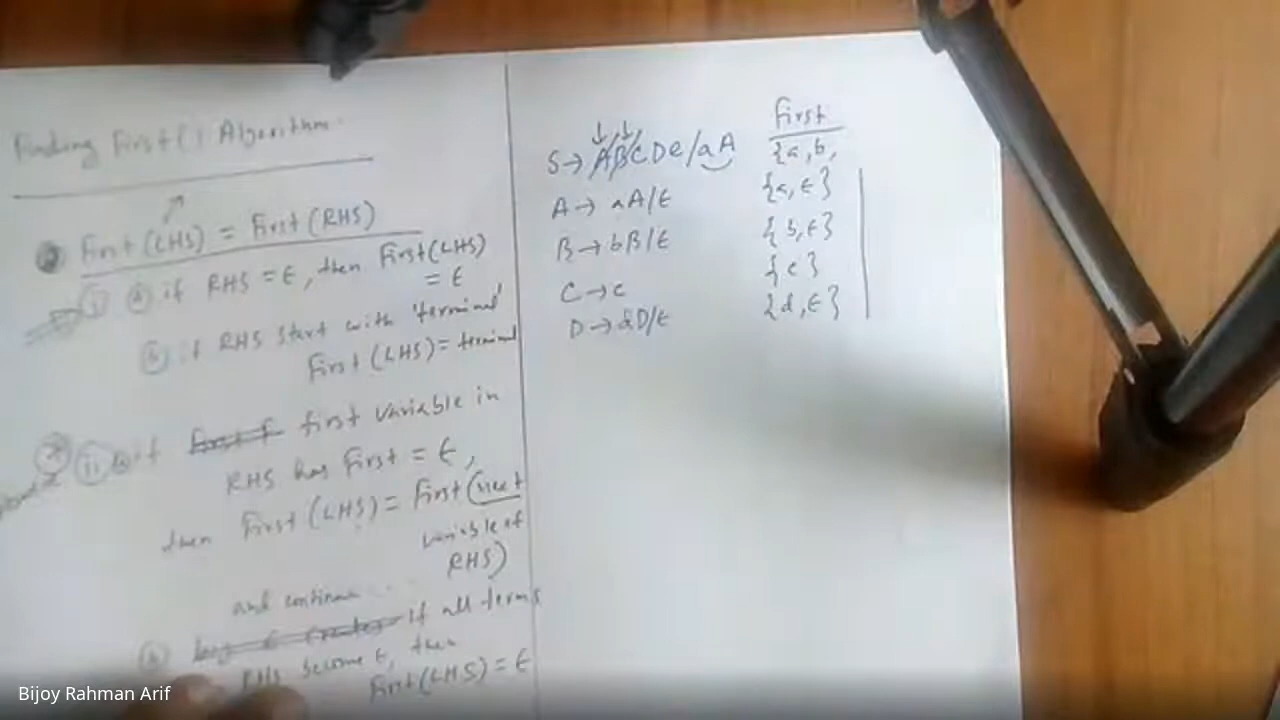 Finding First() Algorithm
First (LHS) = First (RHS)
i) a) if RHS = ϵ, then First(LHS)
= ϵ
b) if RHS start with 'terminal'
First (LHS) = terminal
ii) a) if First F first variable in
RHS has First = ϵ,
then First (LHS) = First (next
variable of
RHS)
and continue
b) If all terms
RHS become ϵ, then
First (LHS) = ϵ
First
S → ABCDe/aA {a, b,
A → aA/ϵ {a, ϵ}
B → bB/ϵ {b, ϵ}
C → c {c}
D → dD/ϵ {d, ϵ}
Bijoy Rahman Arif